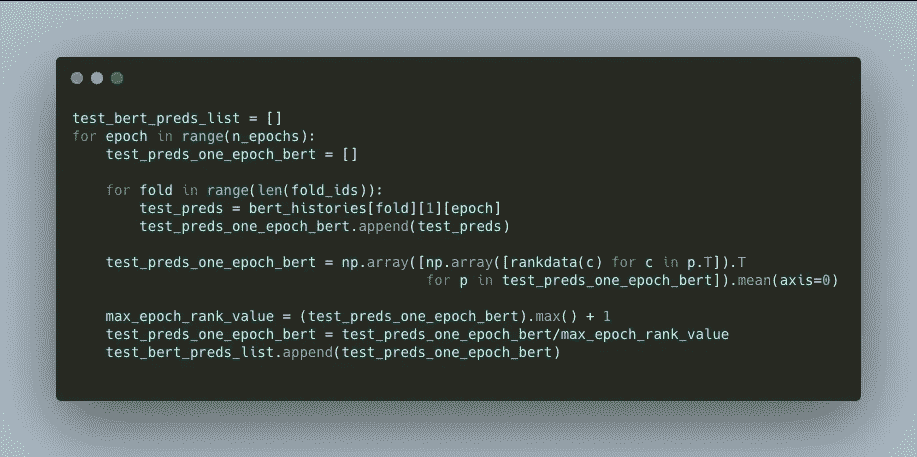 test_bert_preds_list = []
for epoch in range(n_epochs):
    test_preds_one_epoch_bert = []

    for fold in range(len(fold_ids)):
        test_preds = bert_histories[fold][1][epoch]
        test_preds_one_epoch_bert.append(test_preds)

    test_preds_one_epoch_bert = np.array([np.array([rankdata(c) for c in p.T]).T
                                          for p in test_preds_one_epoch_bert]).mean(axis=0)

    max_epoch_rank_value = (test_preds_one_epoch_bert).max() + 1
    test_preds_one_epoch_bert = test_preds_one_epoch_bert/max_epoch_rank_value
    test_bert_preds_list.append(test_preds_one_epoch_bert)